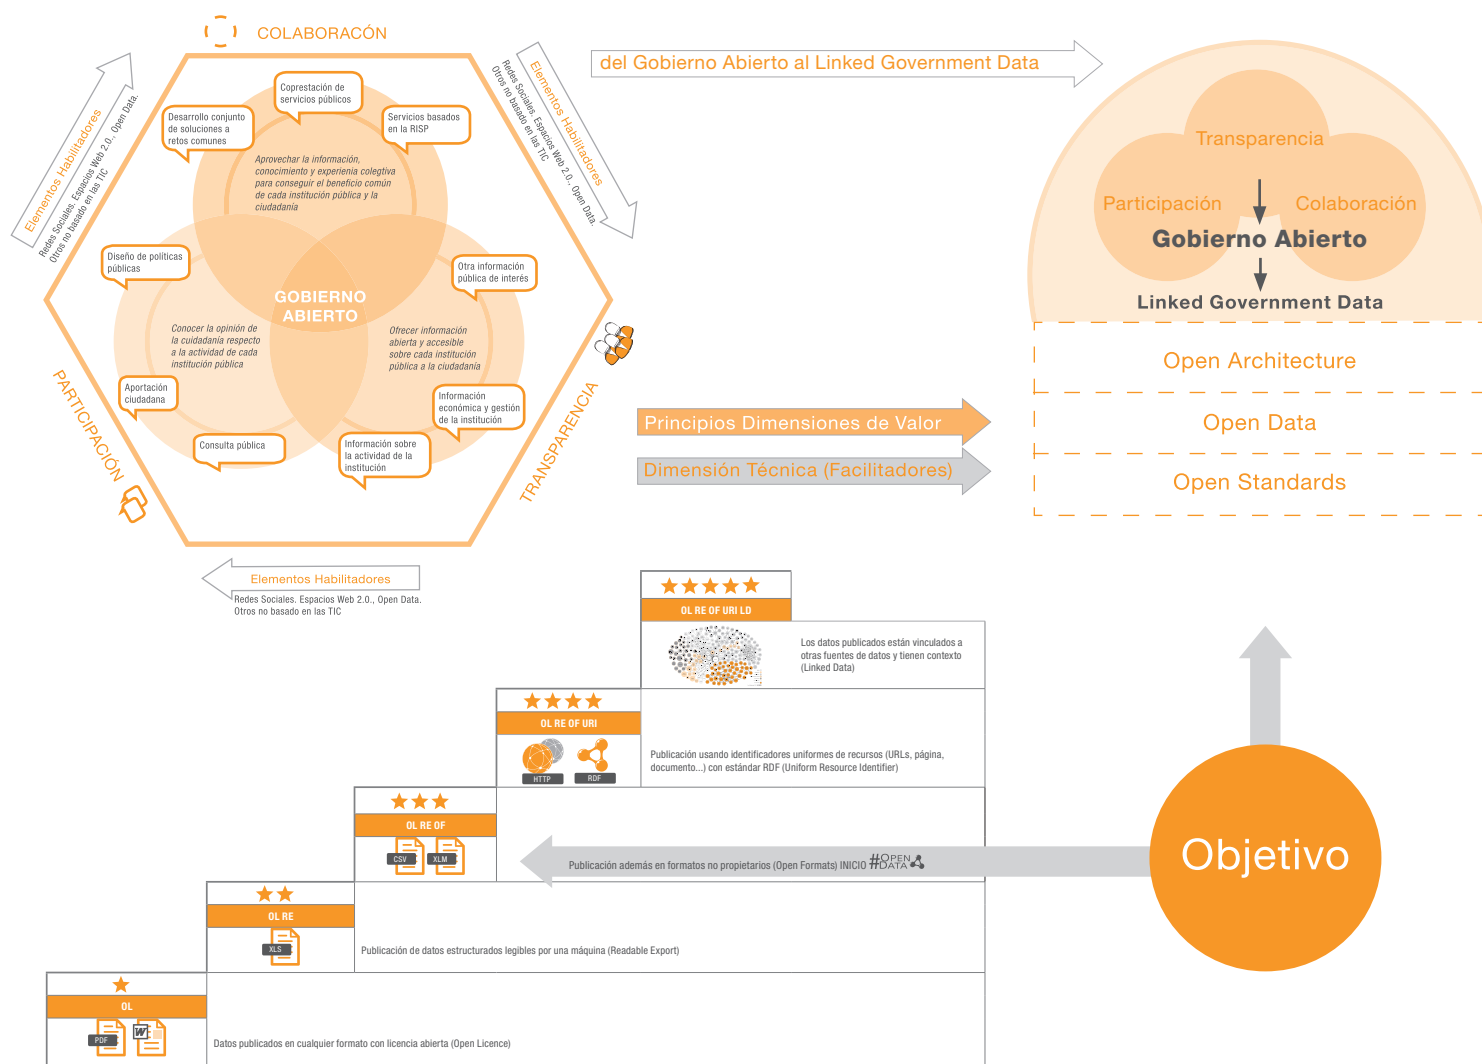 COLABORACÓN
Elementos Habilitadores
Redes Sociales. Espacios Web 2.0., Open Data.
Otros no basado en las TIC
Elementos Habilitadores
Redes Sociales. Espacios Web 2.0., Open Data.
Otros no basado en las TIC
Coprestación de
servicios públicos
Desarrollo conjunto
de soluciones a
retos comunes
Servicios basados
en la RISP
Aprovechar la información,
conocimiento y experienia colegtiva
para conseguir el beneficio común
de cada institución pública y la
ciudadanía
Diseño de políticas
públicas
Otra información
pública de interés
GOBIERNO
ABIERTO
Conocer la opinión de
la cuidadanía respecto
a la actividad de cada
institución pública
Ofrecer información
abierta y accesible
sobre cada institución
pública a la ciudadanía
Aportación
ciudadana
Información
económica y gestión
de la institución
Consulta pública
Información sobre
la actividad de la
institución
PARTICIPACIÓN
TRANSPARENCIA
Elementos Habilitadores
Redes Sociales. Espacios Web 2.0., Open Data.
Otros no basado en las TIC
del Gobierno Abierto al Linked Government Data
Transparencia
Participación
Colaboración
Gobierno Abierto
Linked Government Data
Open Architecture
Open Data
Open Standards
Principios Dimensiones de Valor
Dimensión Técnica (Facilitadores)
OL RE OF URI LD
Los datos publicados están vinculados a
otras fuentes de datos y tienen contexto
(Linked Data)
OL RE OF URI
HTTP
RDF
Publicación usando identificadores uniformes de recursos (URLs, página,
documento...) con estándar RDF (Uniform Resource Identifier)
OL RE OF
CSV
XLM
Publicación además en formatos no propietarios (Open Formats) INICIO #OPEN DATA
Objetivo
OL RE
XLS
Publicación de datos estructurados legibles por una máquina (Readable Export)
OL
PDF
W
Datos publicados en cualquier formato con licencia abierta (Open Licence)